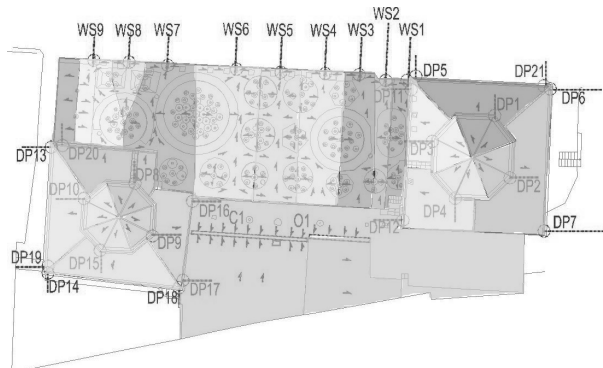 WS9 WS8 WS7 WS6 WS5 WS4 WS3 WS2 WS1
DP5 DP21
DP11 DP6
DP1
DP13 DP20 DP3
DP8 DP2
DP10 DP4
DP16 C1 O1 DP12 DP7
DP9
DP15
DP19
DP14 DP18 DP17